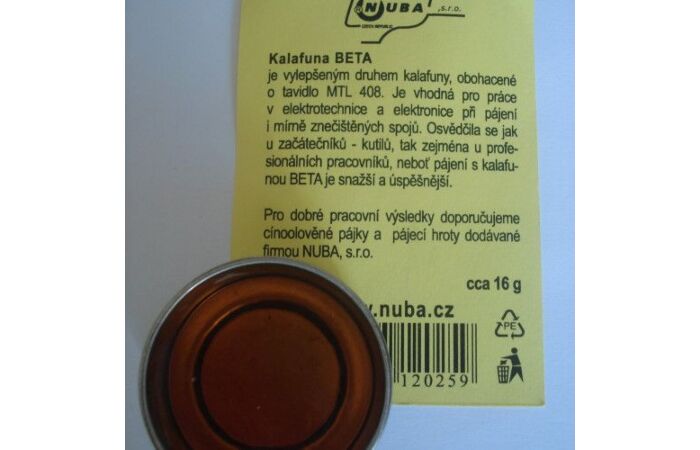 NUBA ,s.r.o.
CZECH REPUBLIC
Kalafuna BETA
je vylepšeným druhem kalafuny, obohacené
o tavidlo MTL 408. Je vhodná pro práce
v elektrotechnice a elektronice při pájení
i mírně znečištěných spojů. Osvědčila se jak
u začátečníků - kutilů, tak zejména u profe-
sionálních pracovníků, neboť pájení s kalafu-
nou BETA je snažší a úspěšnější.
Pro dobré pracovní výsledky doporučujeme
cínoolověné pájky a pájecí hroty dodávané
firmou NUBA, s.r.o.
cca 16 g
.nuba.cz
PE
120259